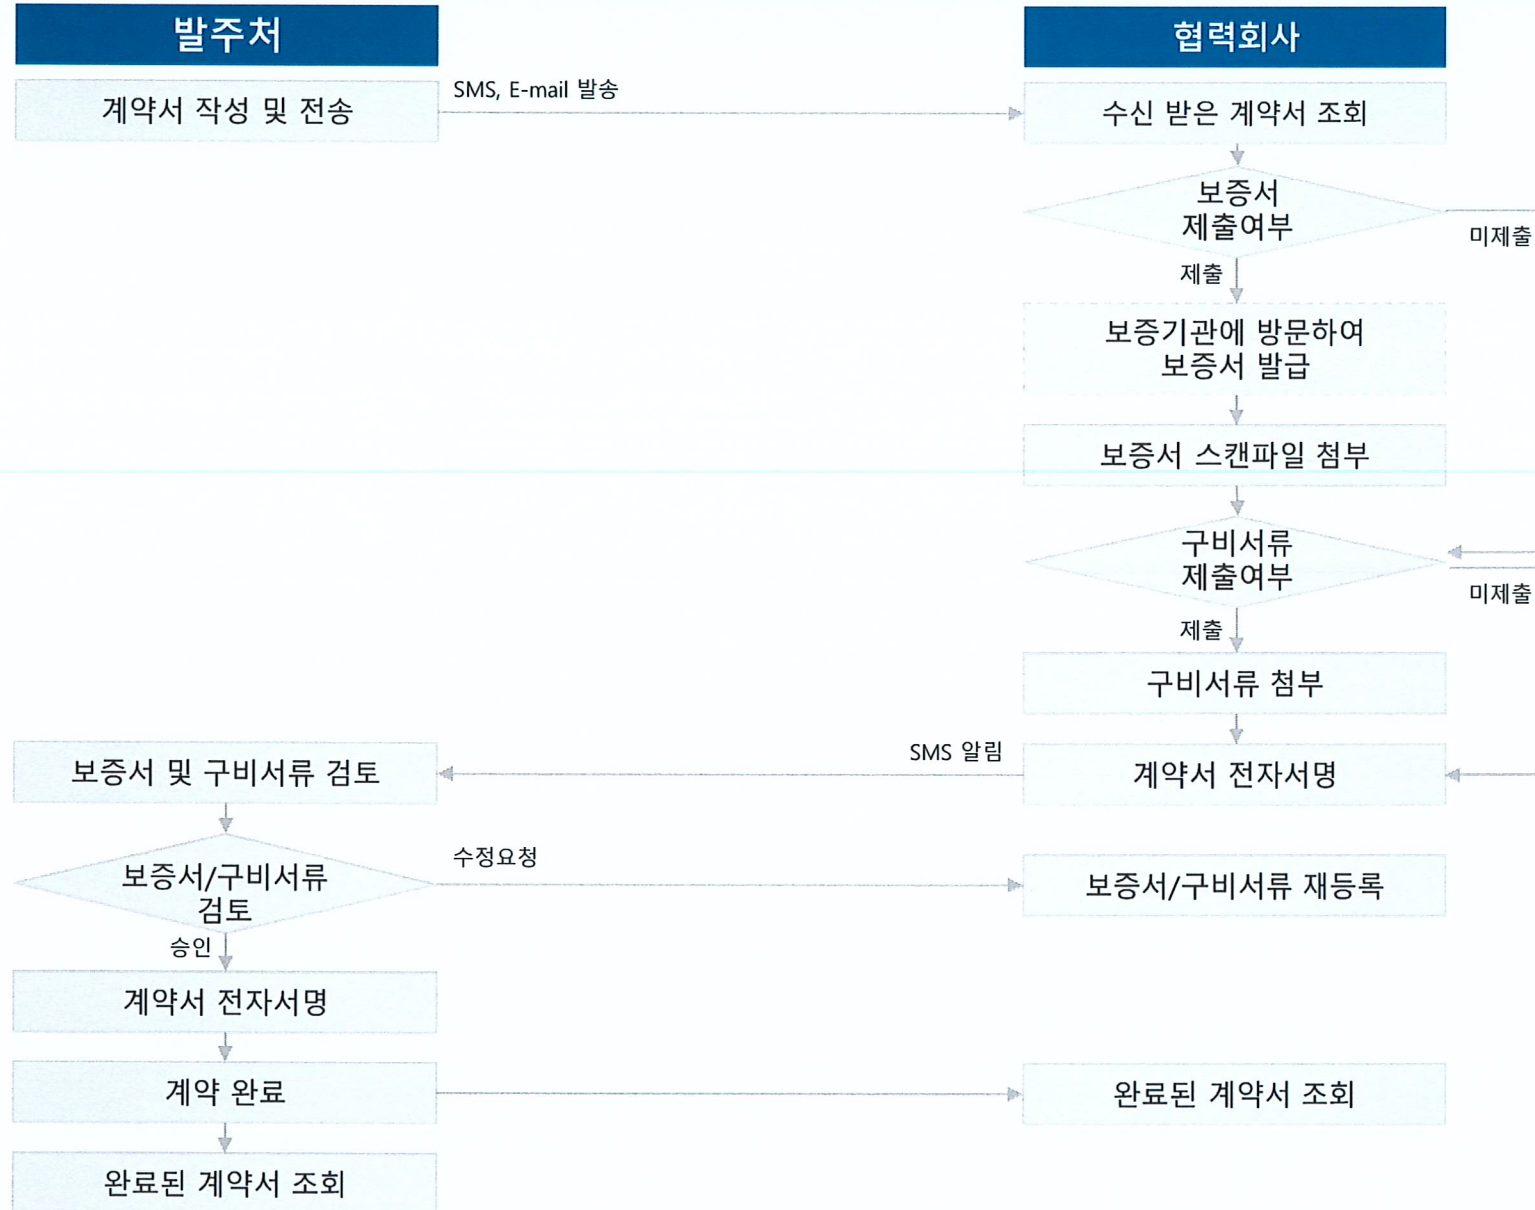 발주처
협력회사
계약서 작성 및 전송
SMS, E-mail 발송
수신 받은 계약서 조회
보증서
제출여부
미제출
제출
보증기관에 방문하여
보증서 발급
보증서 스캔파일 첨부
구비서류
제출여부
미제출
제출
구비서류 첨부
보증서 및 구비서류 검토
SMS 알림
계약서 전자서명
보증서/구비서류
검토
수정요청
보증서/구비서류 재등록
승인
계약서 전자서명
계약 완료
완료된 계약서 조회
완료된 계약서 조회